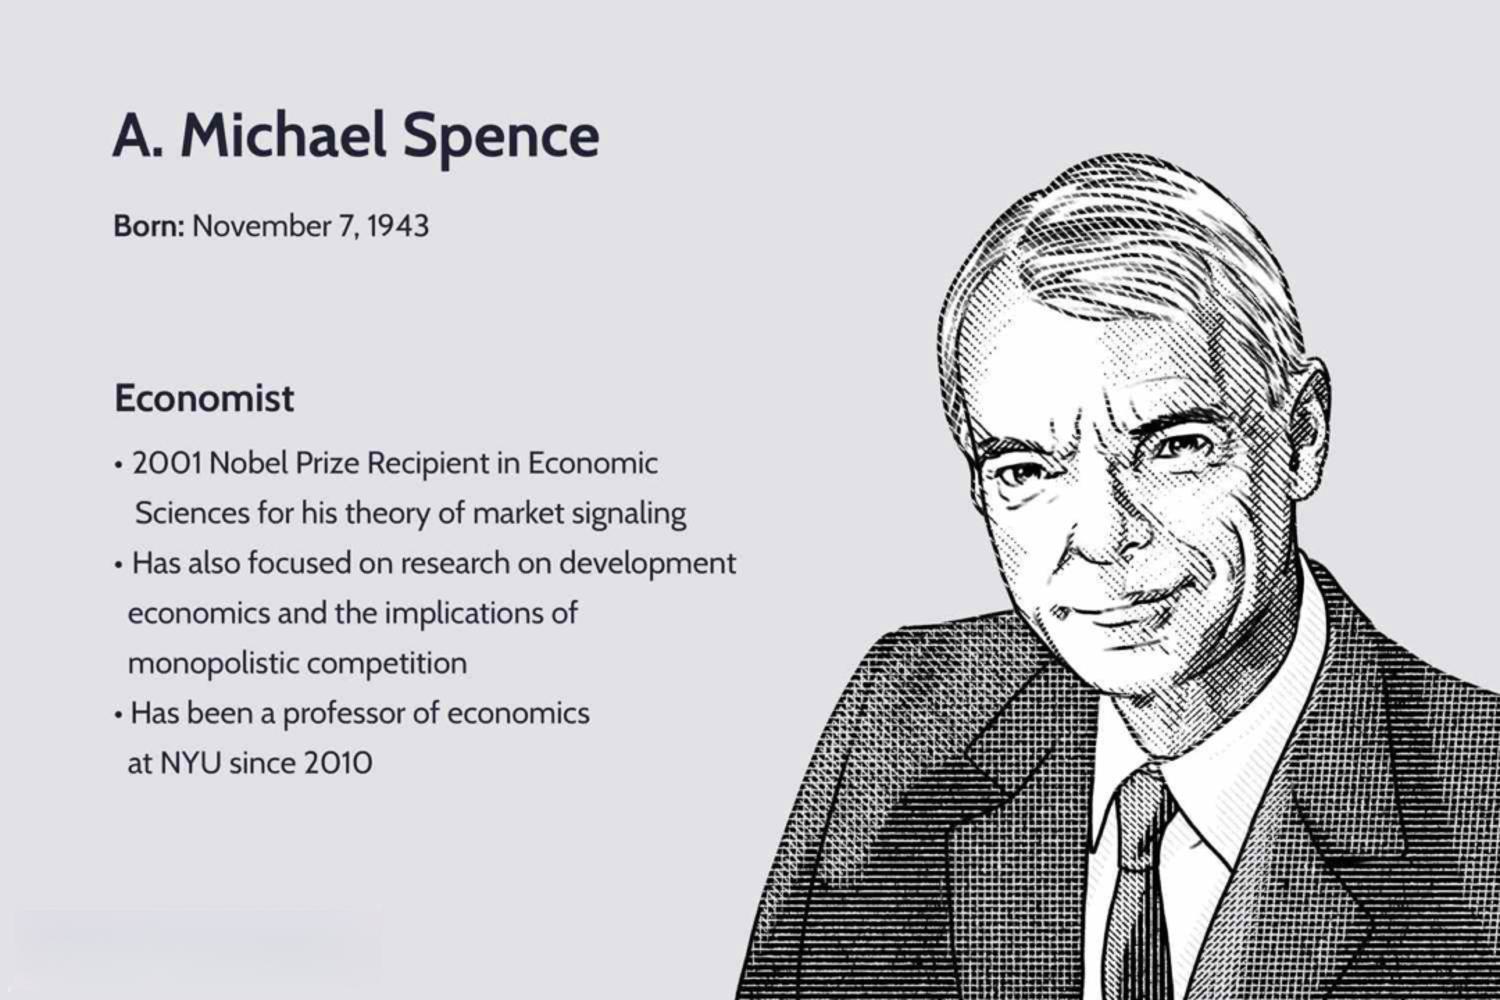 A. Michael Spence
Born: November 7, 1943
Economist
• 2001 Nobel Prize Recipient in Economic
Sciences for his theory of market signaling
• Has also focused on research on development
economics and the implications of
monopolistic competition
• Has been a professor of economics
at NYU since 2010